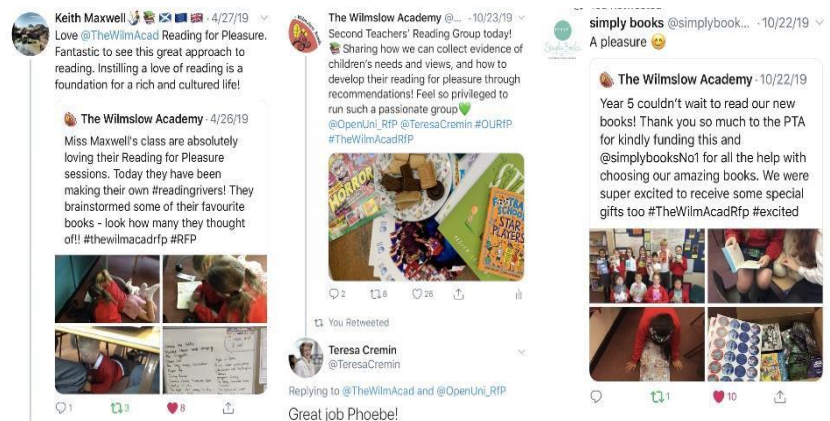 Keith Maxwell · 4/27/19
Love @TheWilmAcad Reading for Pleasure.
Fantastic to see this great approach to
reading. Instilling a love of reading is a
foundation for a rich and cultured life!
The Wilmslow Academy · 4/26/19
Miss Maxwell's class are absolutely
loving their Reading for Pleasure
sessions. Today they have been
making their own #readingrivers! They
brainstormed some of their favourite
books - look how many they thought
of!! #thewilmacadrfp #RFP
1 3 8
The Wilmslow Academy @... · 10/23/19
Second Teachers' Reading Group today!
Sharing how we can collect evidence of
children's needs and views, and how to
develop their reading for pleasure through
recommendations! Feel so privileged to
run such a passionate group
@OpenUni_RfP @TeresaCremin #OURfP
#TheWilmAcadRfP
HORROR
STAR
PLAYERS
2 8 26
You Retweeted
Teresa Cremin
@TeresaCremin
Replying to @TheWilmAcad and @OpenUni_RfP
Great job Phoebe!
simply books @simplybook... · 10/22/19
A pleasure
The Wilmslow Academy · 10/22/19
Year 5 couldn't wait to read our new
books! Thank you so much to the PTA
for kindly funding this and
@simplybooksNo1 for all the help with
choosing our amazing books. We were
super excited to receive some special
gifts too #TheWilmAcadRfp #excited
1 10